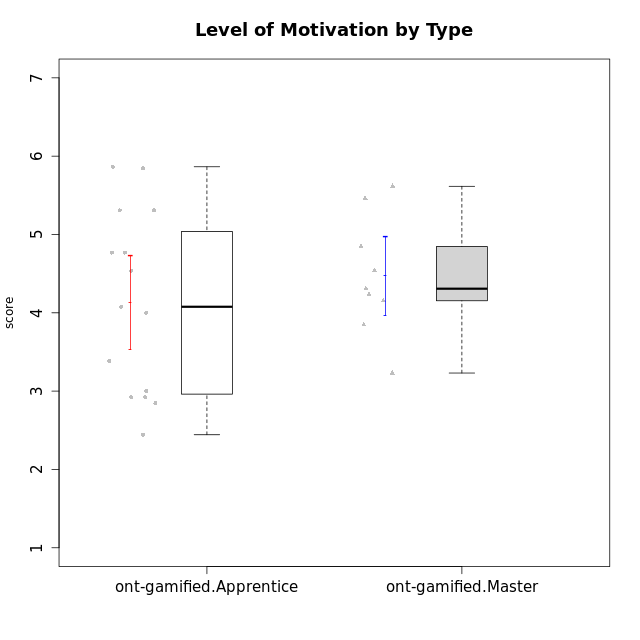 Level of Motivation by Type
score
7
6
5
4
3
2
1
ont-gamified.Apprentice
ont-gamified.Master